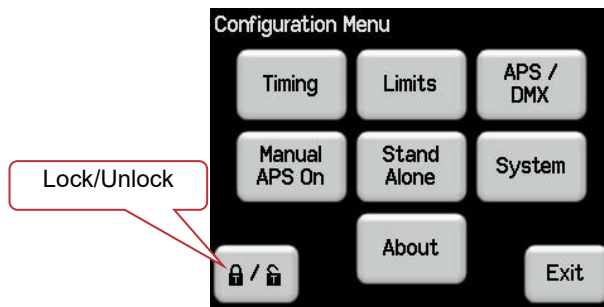 Configuration Menu
Timing
Limits
APS /
DMX
Manual
APS On
Stand
Alone
System
Lock/Unlock
About
/
Exit